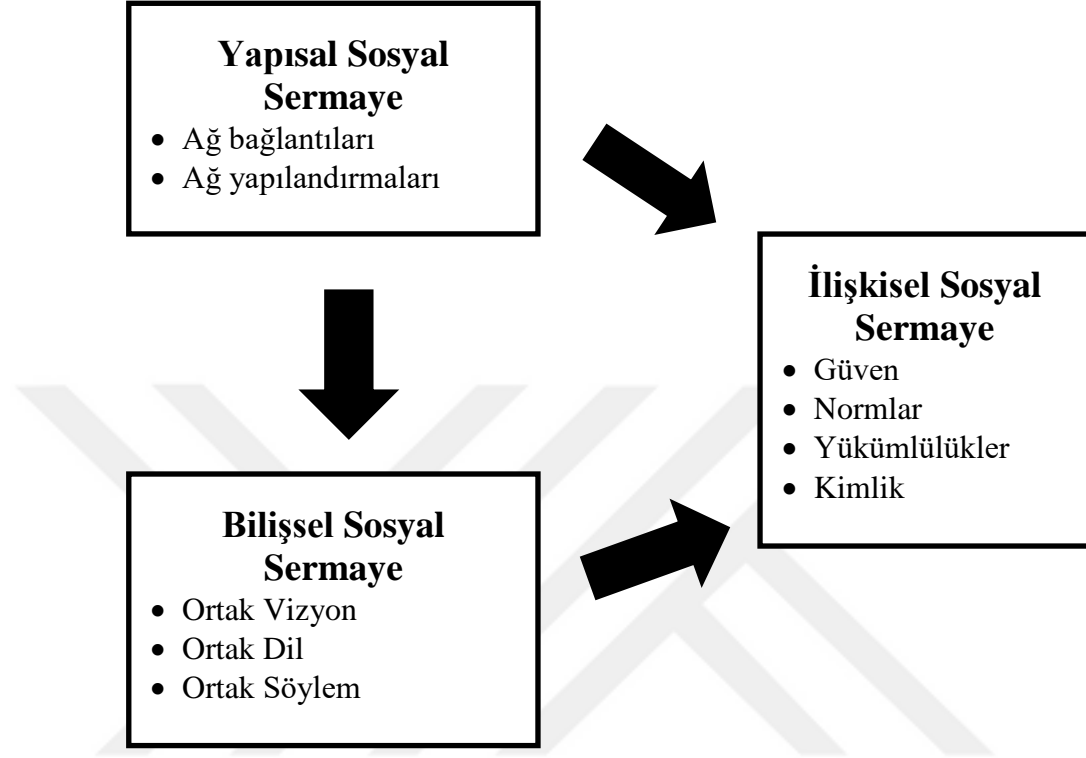 Yapısal Sosyal
Sermaye
• Ağ bağlantıları
• Ağ yapılandırmaları
İlişkisel Sosyal
Sermaye
• Güven
• Normlar
• Yükümlülükler
• Kimlik
Bilişsel Sosyal
Sermaye
• Ortak Vizyon
• Ortak Dil
• Ortak Söylem